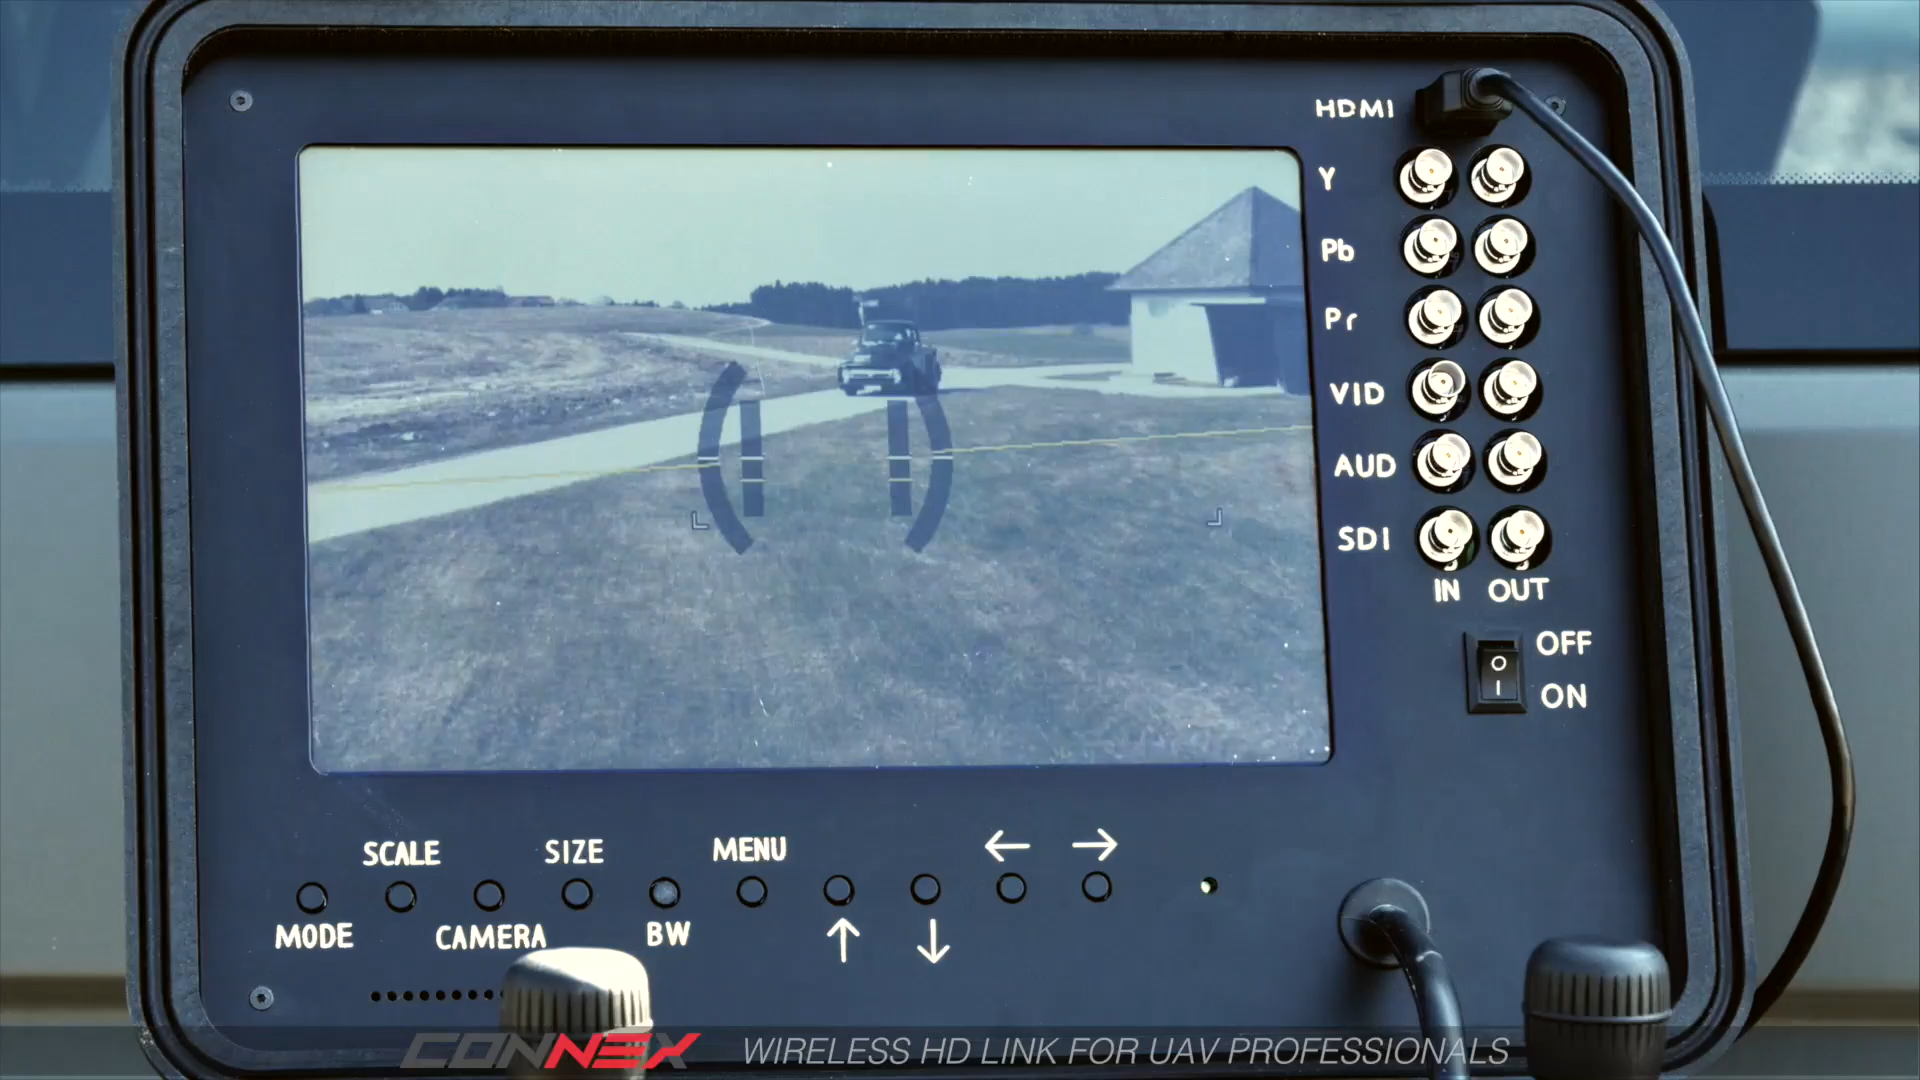 HDMI
Y
Pb
Pr
VID
AUD
SDI
IN OUT
OFF
O
I
ON
SCALE SIZE MENU ← →
MODE CAMERA BW ↑ ↓
CONNEX WIRELESS HD LINK FOR UAV PROFESSIONALS